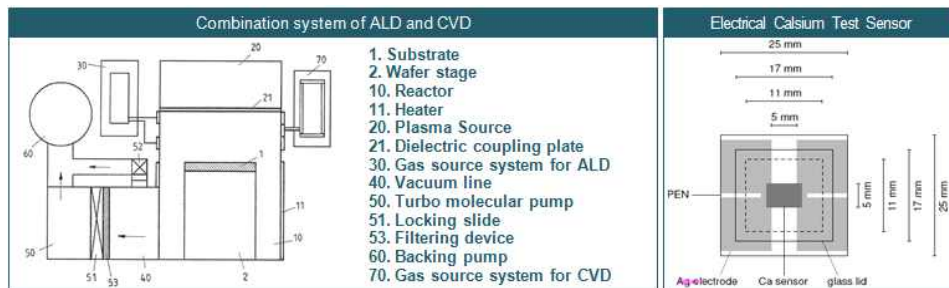 Combination system of ALD and CVD
20
30
70
21
60
52
1
11
10
50
51
53
40
2
1. Substrate
2. Wafer stage
10. Reactor
11. Heater
20. Plasma Source
21. Dielectric coupling plate
30. Gas source system for ALD
40. Vacuum line
50. Turbo molecular pump
51. Locking slide
53. Filtering device
60. Backing pump
70. Gas source system for CVD
Electrical Calsium Test Sensor
25 mm
17 mm
11 mm
5 mm
PEN
5 mm
11 mm
17 mm
25 mm
Ag-electrode
Ca sensor
glass lid